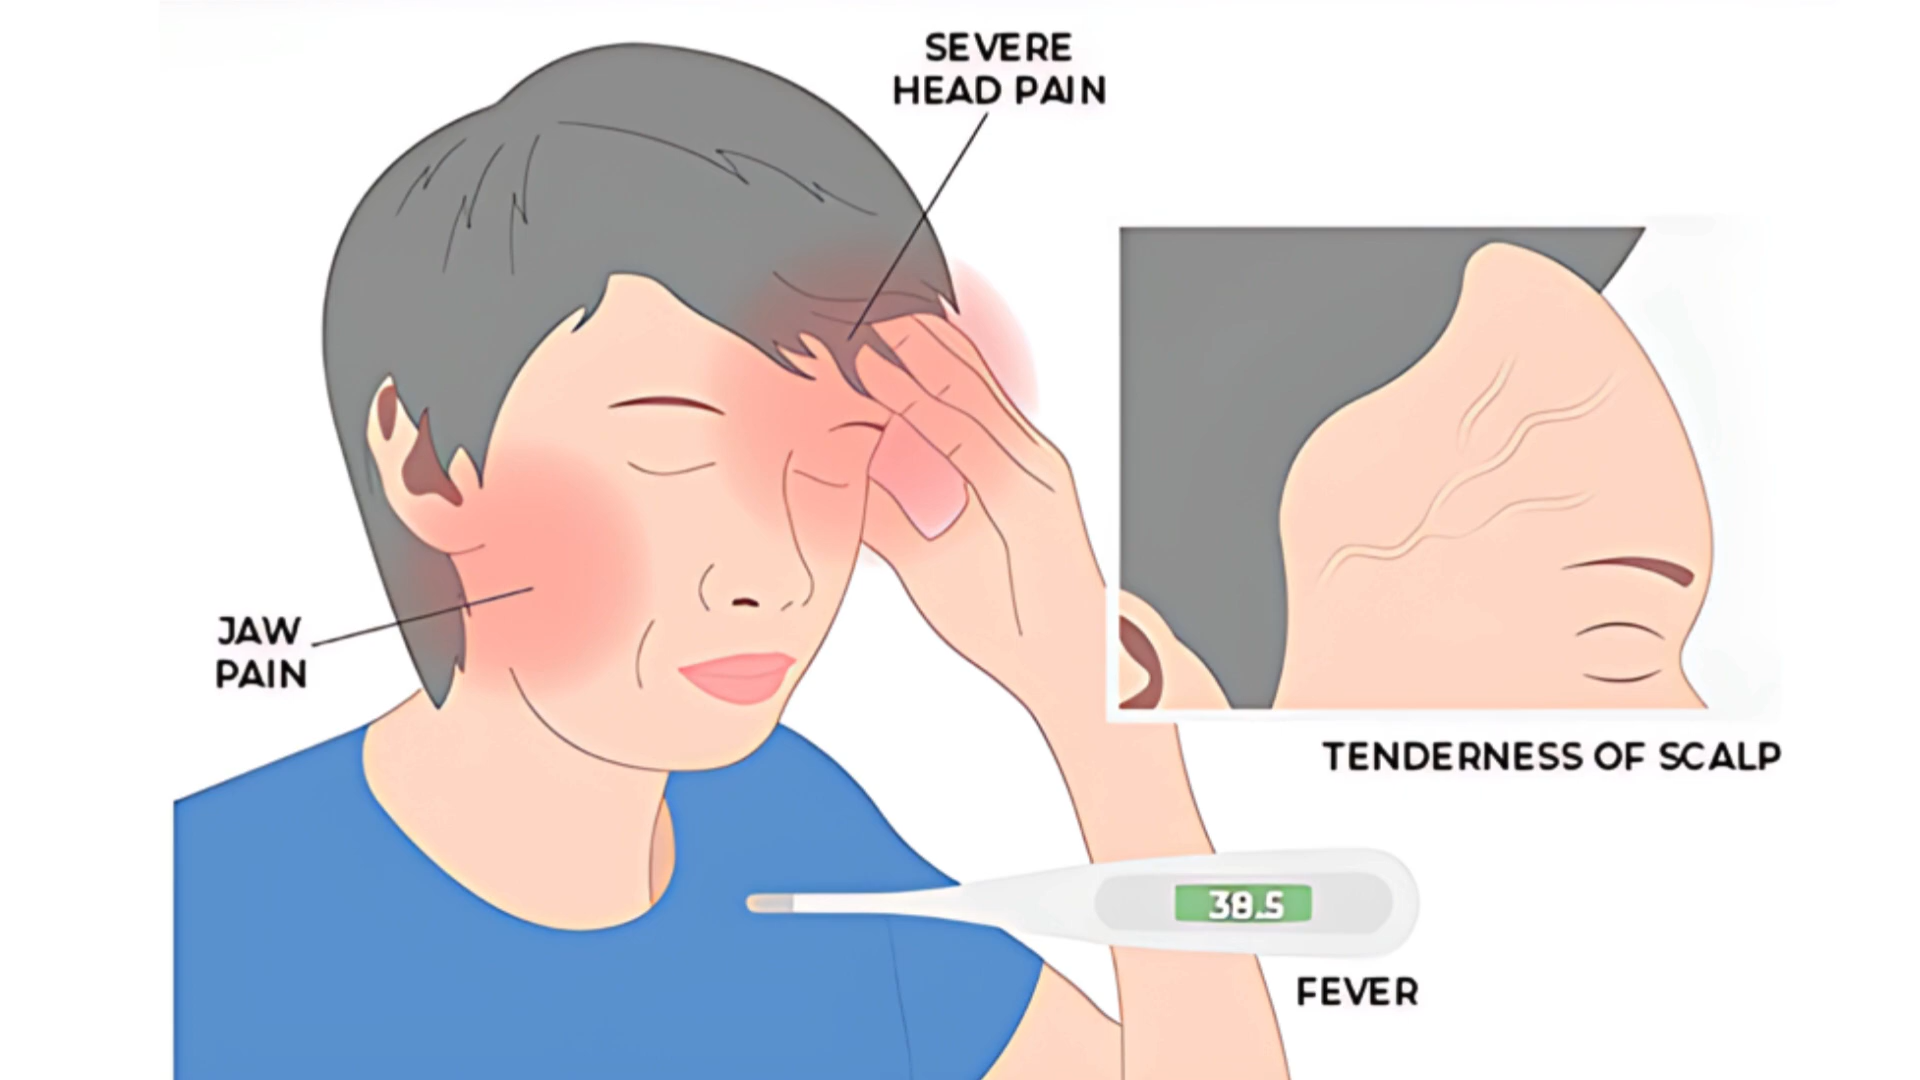 SEVERE
HEAD PAIN
JAW
PAIN
TENDERNESS OF SCALP
38.5
FEVER